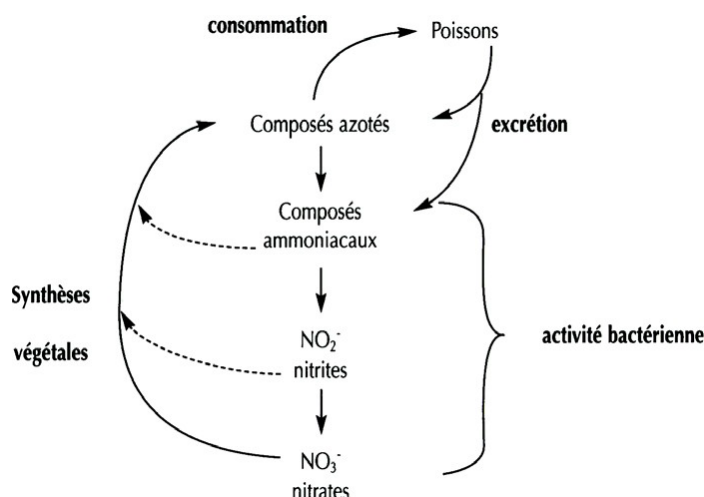 consommation
Poissons
Composés azotés
excrétion
Composés
ammoniacaux
Synthèses
végétales
NO₂⁻
nitrites
activité bactérienne
NO₃⁻
nitrates